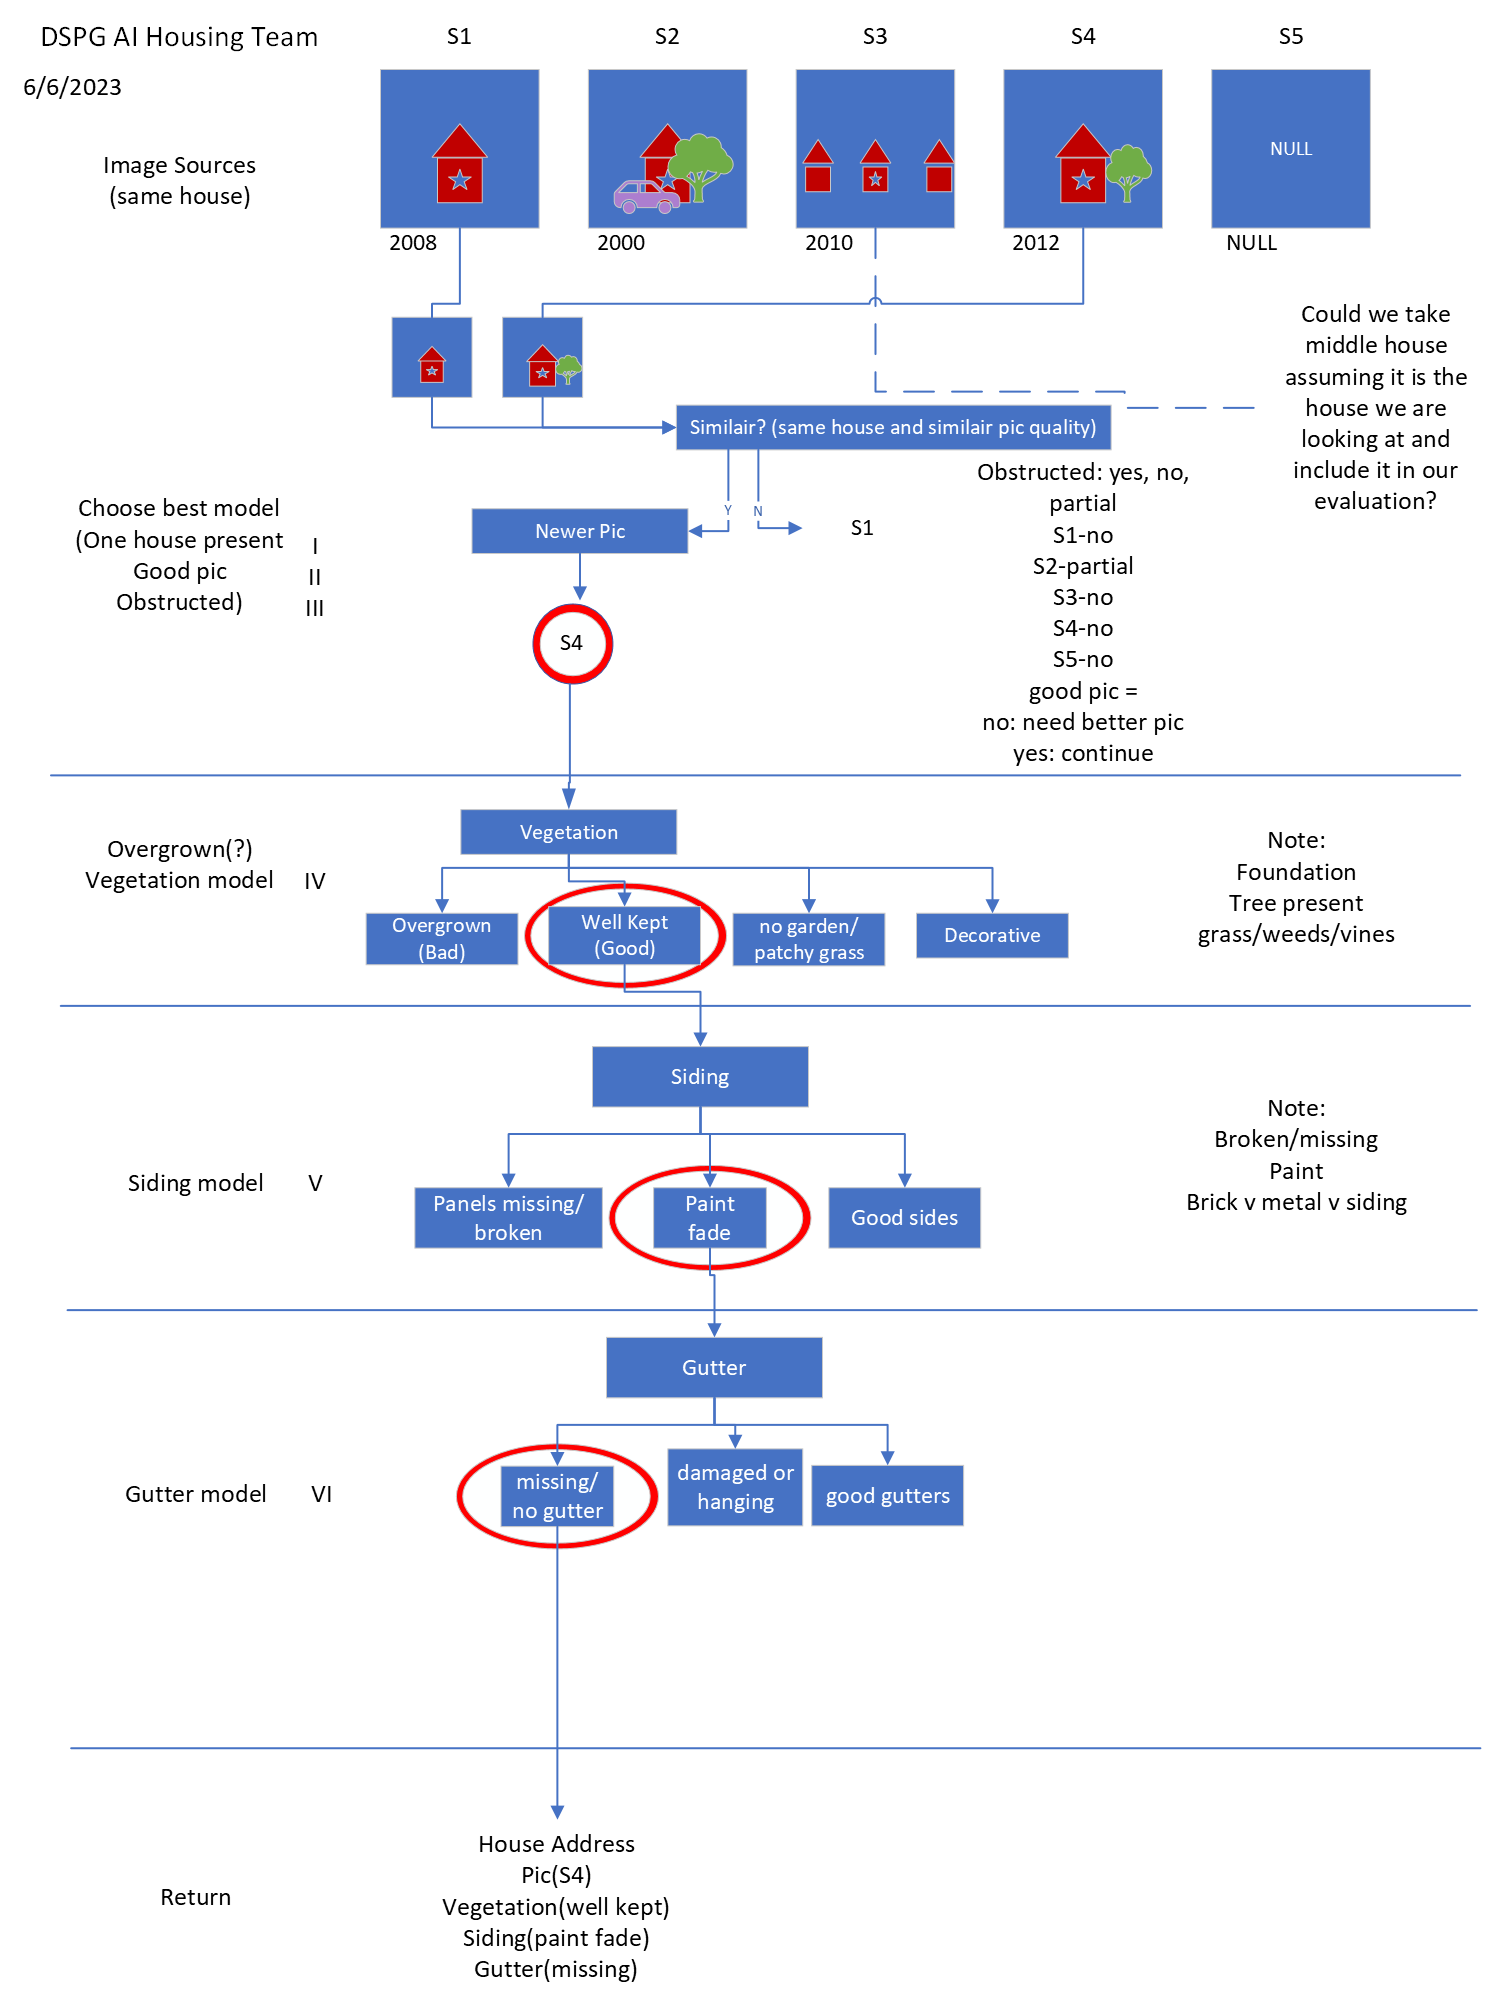 DSPG AI Housing Team
S1
S2
S3
S4
S5
6/6/2023
Image Sources
(same house)
NULL
2008
2000
2010
2012
NULL
Could we take
middle house
assuming it is the
house we are
looking at and
include it in our
evaluation?
Similair? (same house and similair pic quality)
Y
N
Choose best model
(One house present
Good pic
Obstructed)
I
II
III
Newer Pic
S1
S4
Obstructed: yes, no,
partial
S1-no
S2-partial
S3-no
S4-no
S5-no
good pic =
no: need better pic
yes: continue
Overgrown(?)
Vegetation model
IV
Vegetation
Overgrown
(Bad)
Well Kept
(Good)
no garden/
patchy grass
Decorative
Note:
Foundation
Tree present
grass/weeds/vines
Siding model
V
Siding
Panels missing/
broken
Paint
fade
Good sides
Note:
Broken/missing
Paint
Brick v metal v siding
Gutter model
VI
Gutter
missing/
no gutter
damaged or
hanging
good gutters
Return
House Address
Pic(S4)
Vegetation(well kept)
Siding(paint fade)
Gutter(missing)